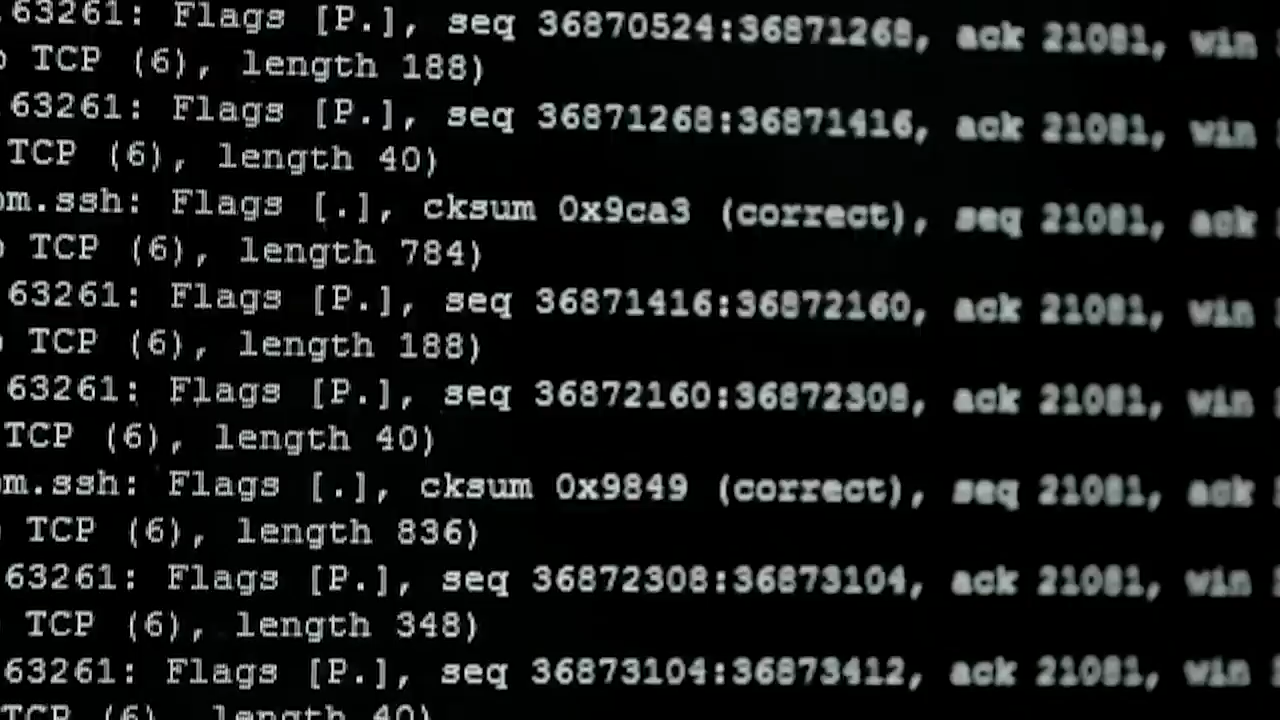 .63261: Flags [P.], seq 36870524:36871268, ack 21081, win
TCP (6), length 188)
63261: Flags [P.], seq 36871268:36871416, ack 21081, win
TCP (6), length 40)
om.ssh: Flags [.], cksum 0x9ca3 (correct), seq 21081, ack
TCP (6), length 784)
63261: Flags [P.], seq 36871416:36872160, ack 21081, win
TCP (6), length 188)
63261: Flags [P.], seq 36872160:36872308, ack 21081, win
TCP (6), length 40)
om.ssh: Flags [.], cksum 0x9849 (correct), seq 21081, ack
TCP (6), length 836)
63261: Flags [P.], seq 36872308:36873104, ack 21081, win
TCP (6), length 348)
63261: Flags [P.], seq 36873104:36873412, ack 21081, win
TCP (6), length 40)